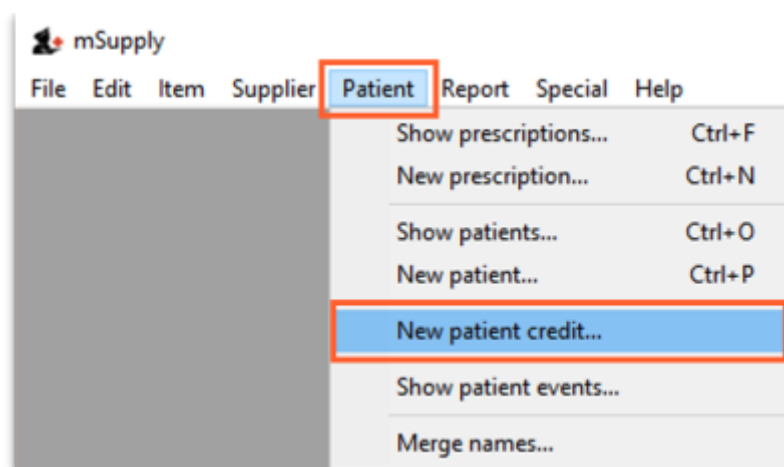 mSupply
File Edit Item Supplier Patient Report Special Help
Show prescriptions... Ctrl+F
New prescription... Ctrl+N
Show patients... Ctrl+O
New patient... Ctrl+P
New patient credit...
Show patient events...
Merge names...